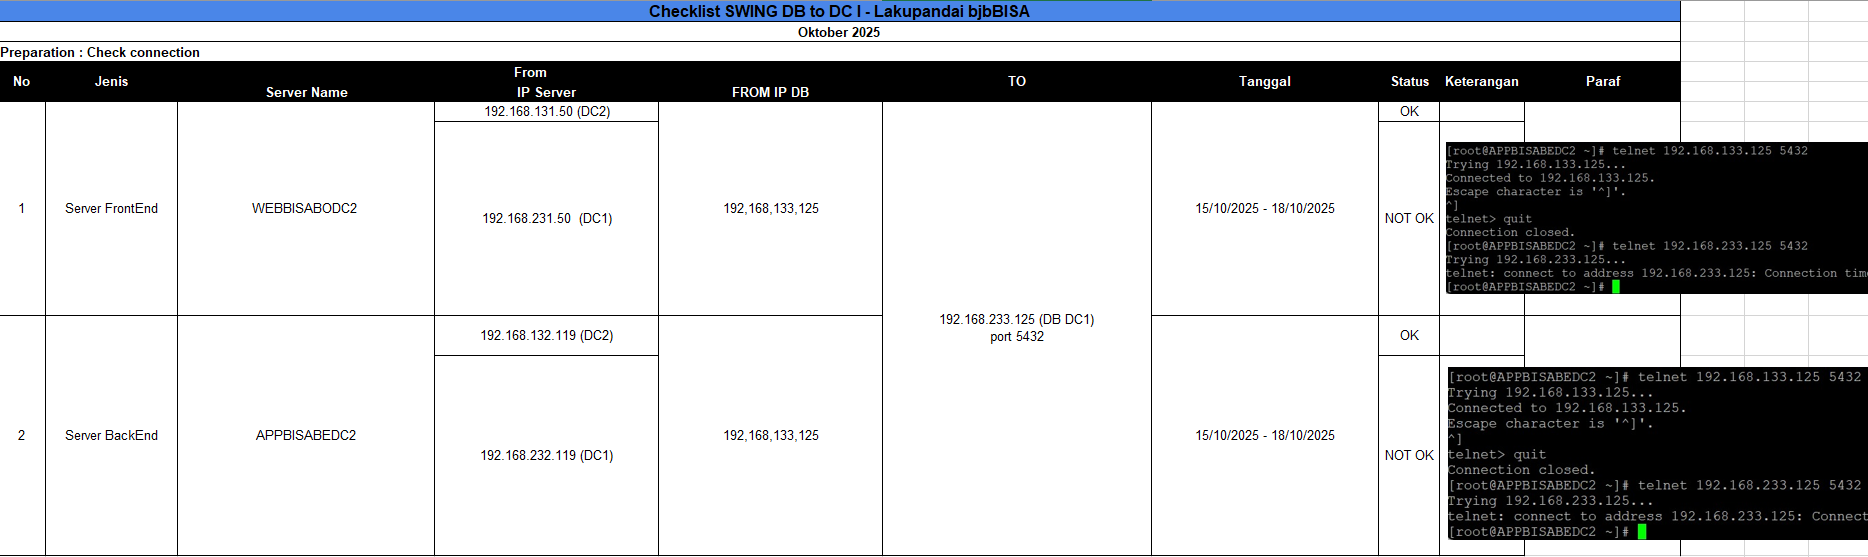 Checklist SWING DB to DC I - Lakupandai bjbBISA
Oktober 2025
Preparation : Check connection
No
Jenis
Server Name
From
IP Server
FROM IP DB
TO
Tanggal
Status
Keterangan
Paraf
1
Server FrontEnd
WEBBISABODC2
192.168.131.50 (DC2)
192.168.231.50 (DC1)
192,168,133,125
192.168.233.125 (DB DC1)
port 5432
15/10/2025 - 18/10/2025
OK
NOT OK
[root@APPBISABEDC2 ~]# telnet 192.168.133.125 5432
Trying 192.168.133.125...
Connected to 192.168.133.125.
Escape character is '^]'.
^]
telnet> quit
Connection closed.
[root@APPBISABEDC2 ~]# telnet 192.168.233.125 5432
Trying 192.168.233.125...
telnet: connect to address 192.168.233.125: Connection tim
[root@APPBISABEDC2 ~]#
2
Server BackEnd
APPBISABEDC2
192.168.132.119 (DC2)
192.168.232.119 (DC1)
192,168,133,125
15/10/2025 - 18/10/2025
OK
NOT OK
[root@APPBISABEDC2 ~]# telnet 192.168.133.125 5432
Trying 192.168.133.125...
Connected to 192.168.133.125.
Escape character is '^]'.
^]
telnet> quit
Connection closed.
[root@APPBISABEDC2 ~]# telnet 192.168.233.125 5432
Trying 192.168.233.125...
telnet: connect to address 192.168.233.125: Connect
[root@APPBISABEDC2 ~]#